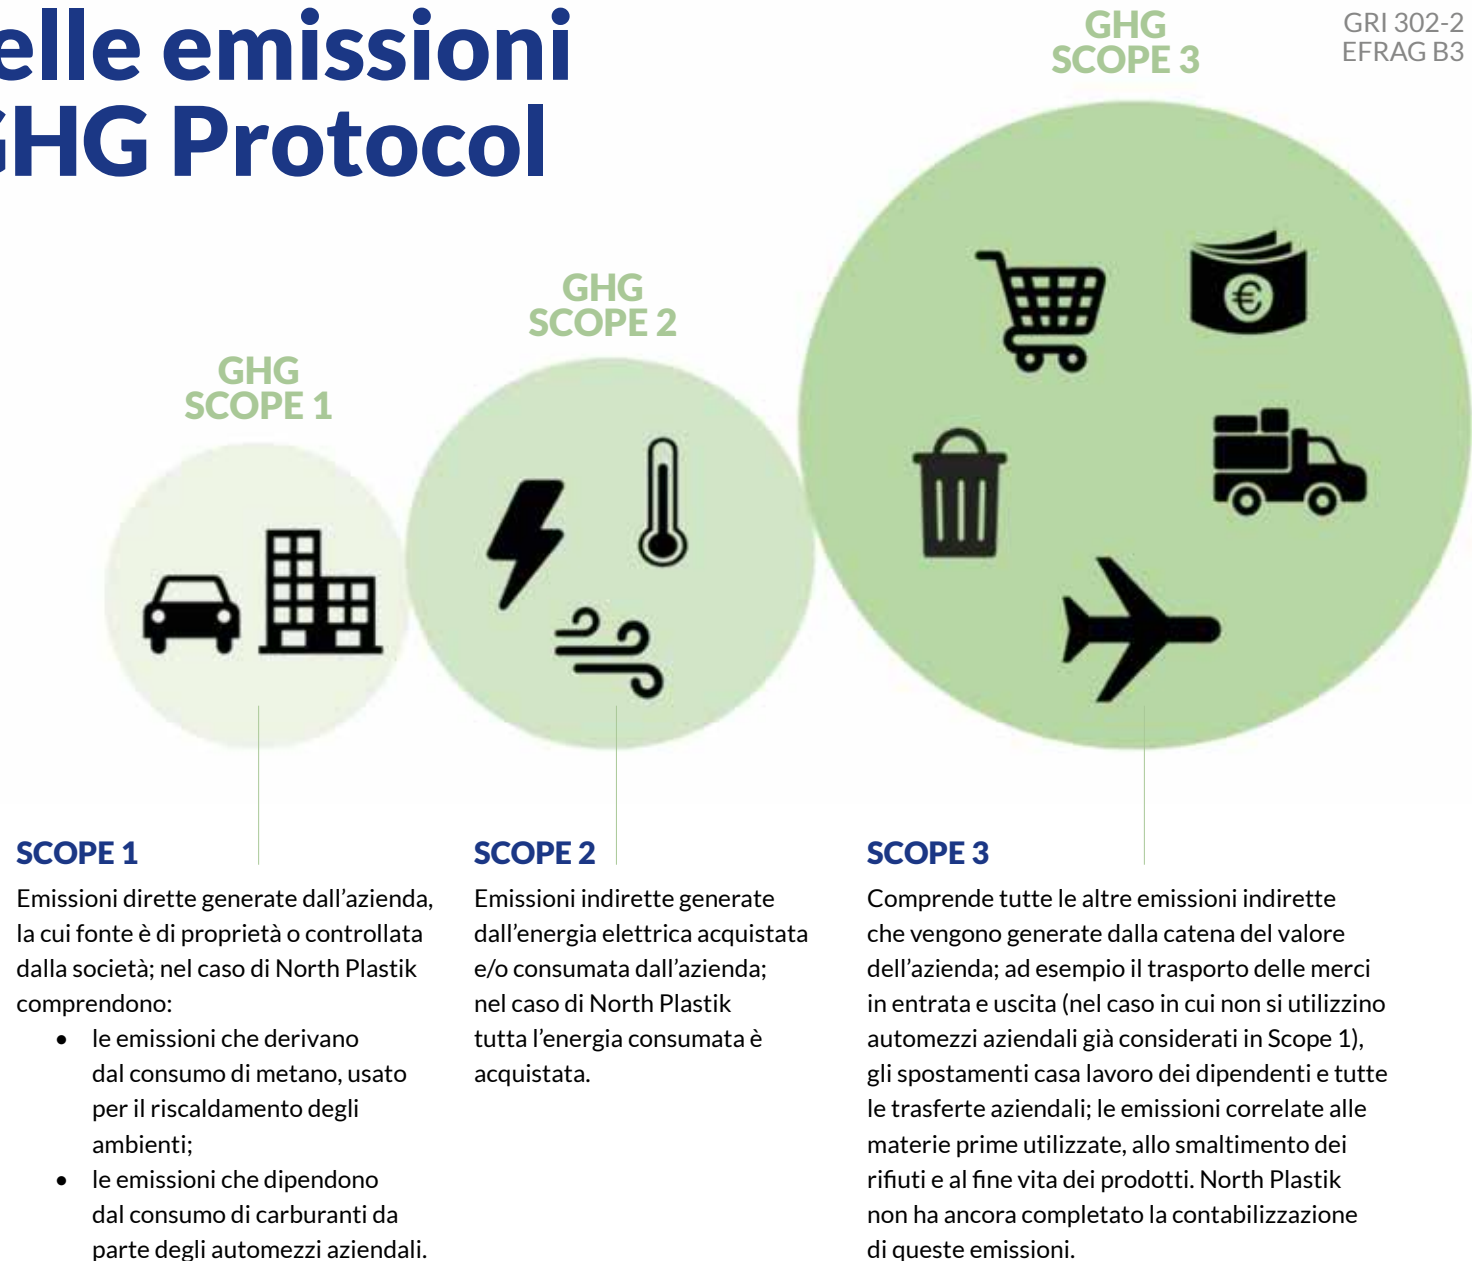 elle emissioni
GHG Protocol
GHG
SCOPE 3
GRI 302-2
EFRAG B3
GHG
SCOPE 2
GHG
SCOPE 1
€
SCOPE 1
Emissioni dirette generate dall’azienda,
la cui fonte è di proprietà o controllata
dalla società; nel caso di North Plastik
comprendono:
• le emissioni che derivano
dal consumo di metano, usato
per il riscaldamento degli
ambienti;
• le emissioni che dipendono
dal consumo di carburanti da
parte degli automezzi aziendali.
SCOPE 2
Emissioni indirette generate
dall’energia elettrica acquistata
e/o consumata dall’azienda;
nel caso di North Plastik
tutta l’energia consumata è
acquistata.
SCOPE 3
Comprende tutte le altre emissioni indirette
che vengono generate dalla catena del valore
dell’azienda; ad esempio il trasporto delle merci
in entrata e uscita (nel caso in cui non si utilizzino
automezzi aziendali già considerati in Scope 1),
gli spostamenti casa lavoro dei dipendenti e tutte
le trasferte aziendali; le emissioni correlate alle
materie prime utilizzate, allo smaltimento dei
rifiuti e al fine vita dei prodotti. North Plastik
non ha ancora completato la contabilizzazione
di queste emissioni.